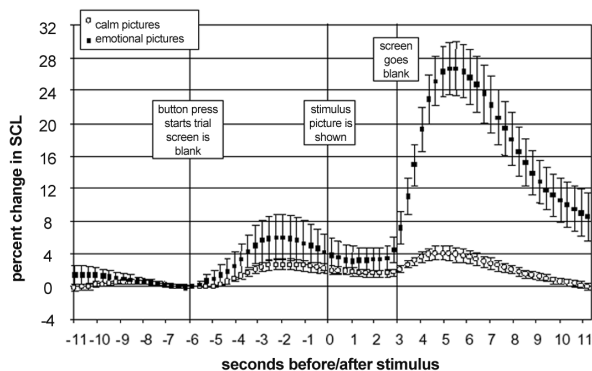 calm pictures
emotional pictures
button press
starts trial
screen is
blank
stimulus
picture is
shown
screen
goes
blank
percent change in SCL
32
28
24
20
16
12
8
4
0
-4
-11 -10 -9 -8 -7 -6 -5 -4 -3 -2 -1 0 1 2 3 4 5 6 7 8 9 10 11
seconds before/after stimulus